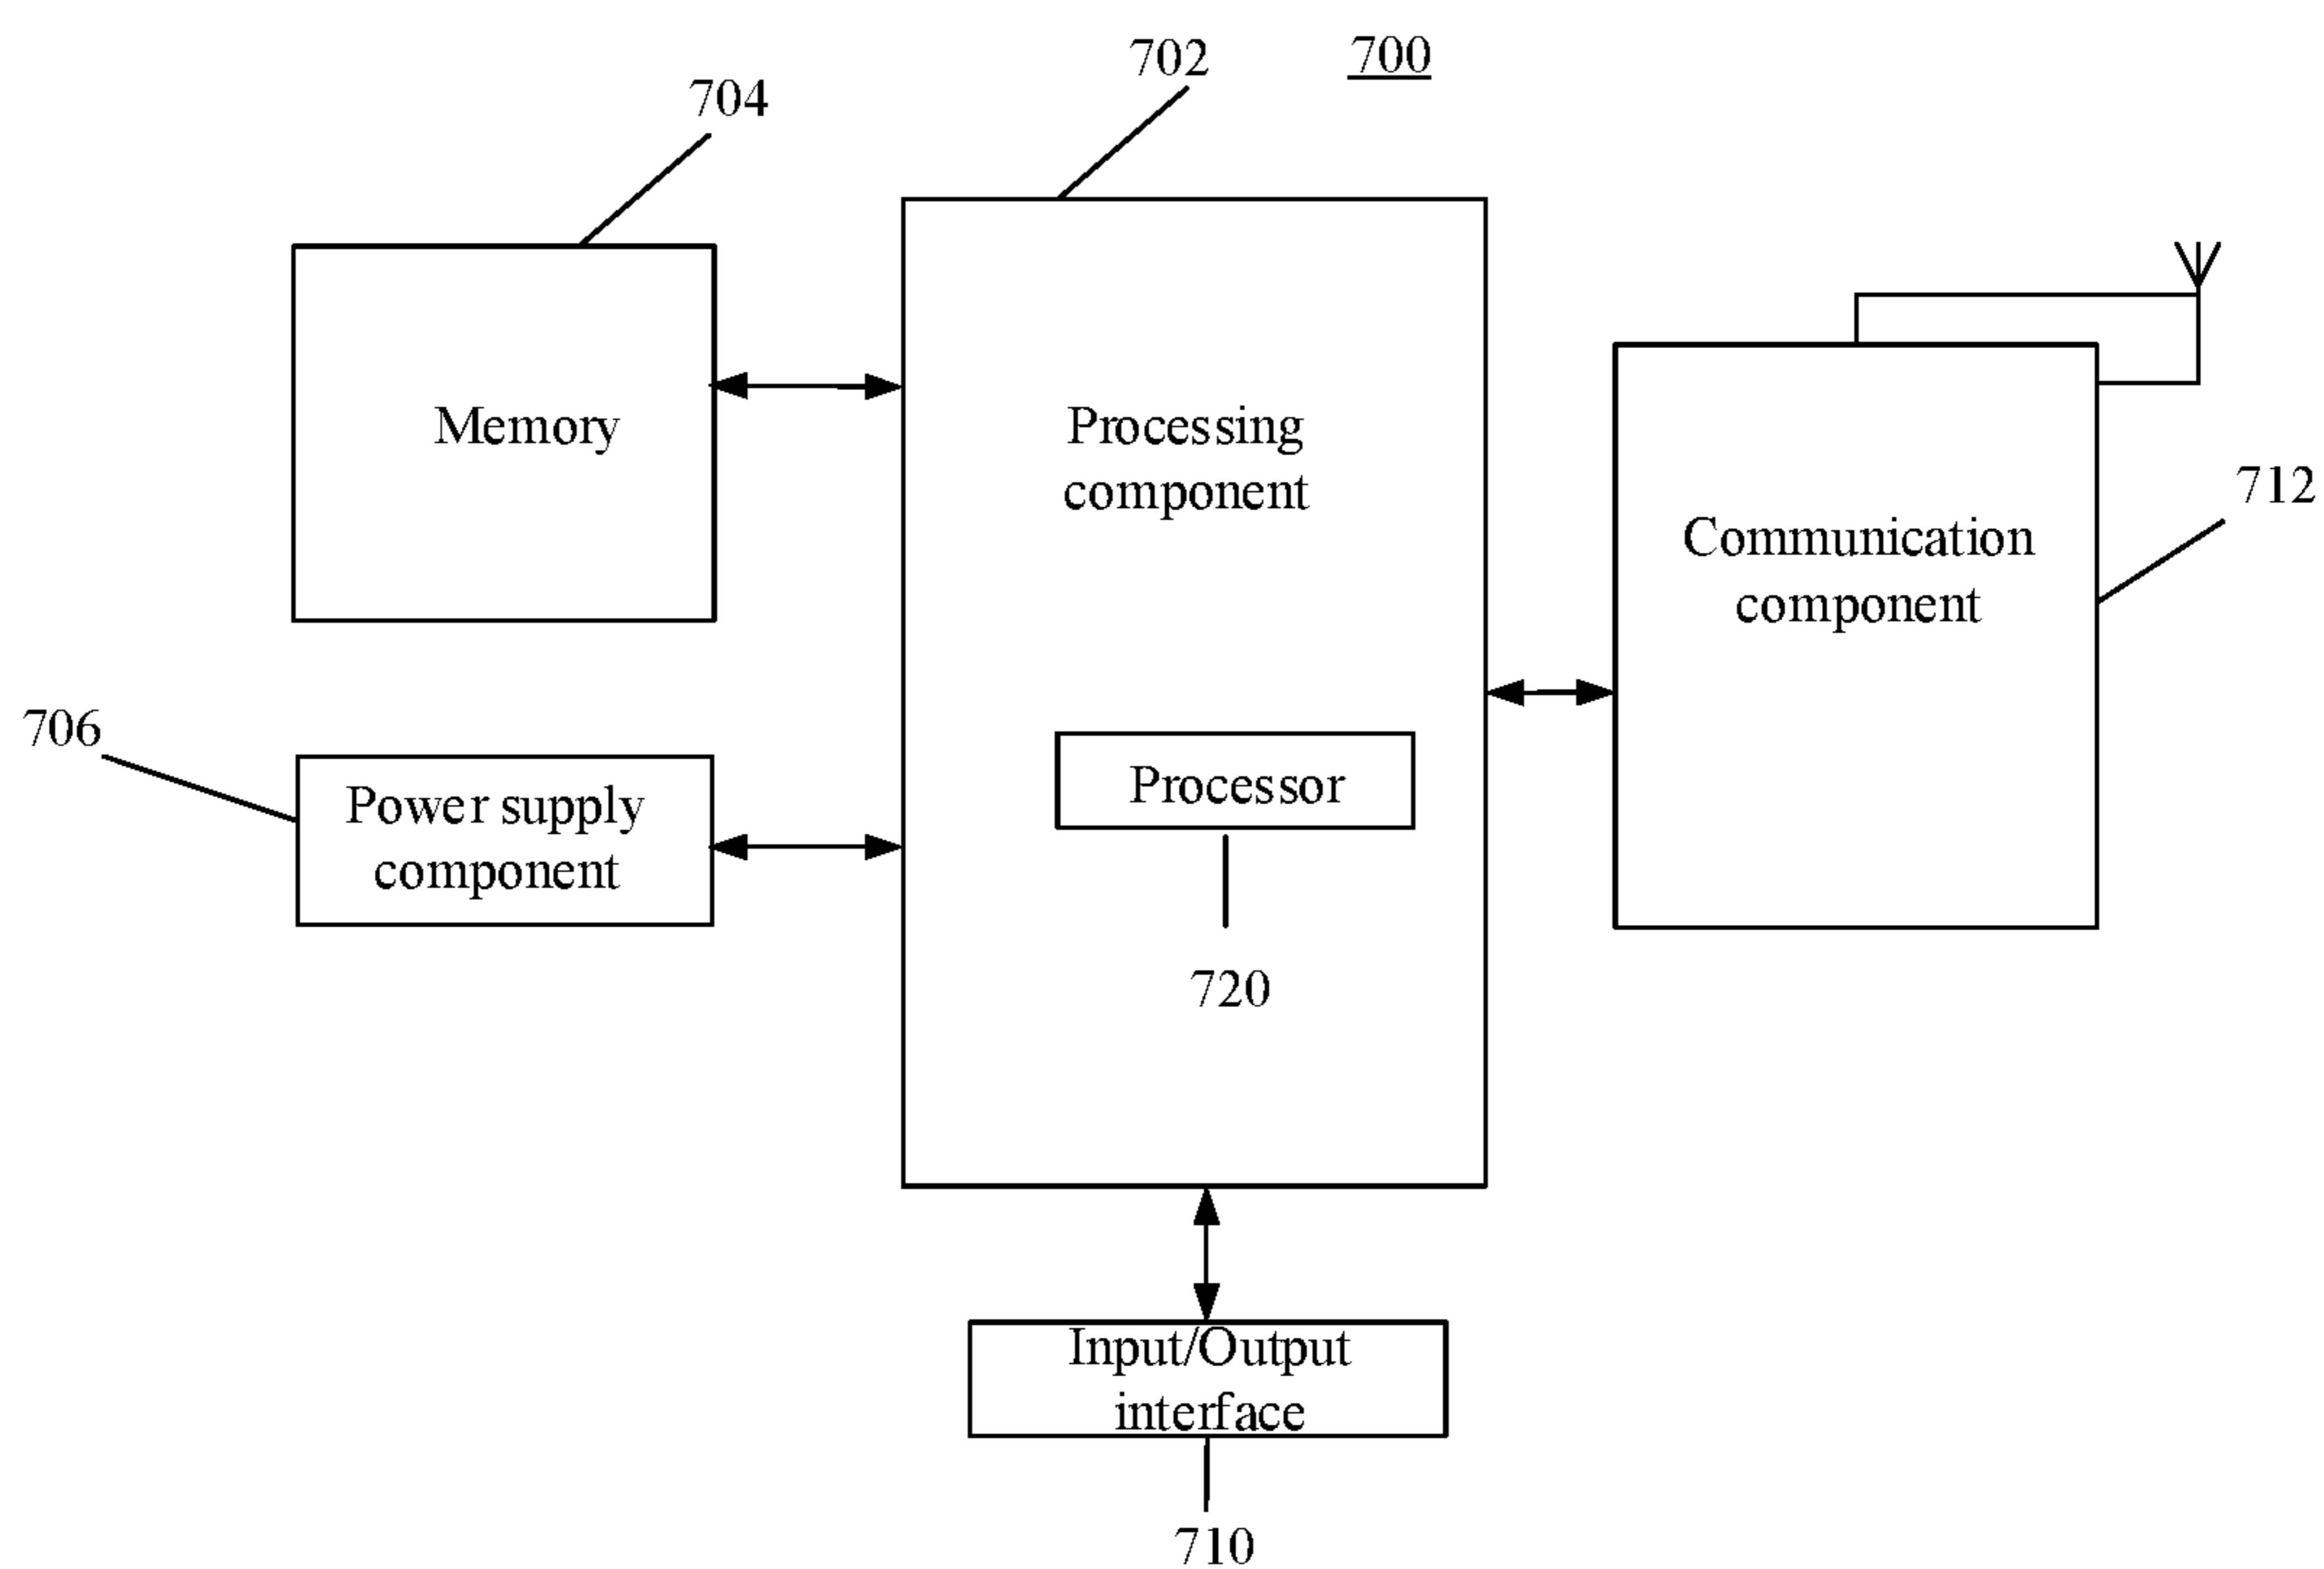 702
700
704
Memory
Processing
component
712
Communication
component
706
Power supply
component
Processor
720
Input/Output
interface
710